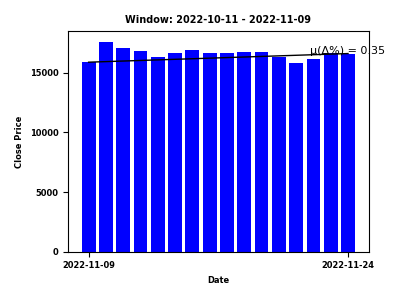 Window: 2022-10-11 - 2022-11-09
μ(Δ%) = 0.35
15000
10000
5000
0
Close Price
2022-11-09 2022-11-24
Date